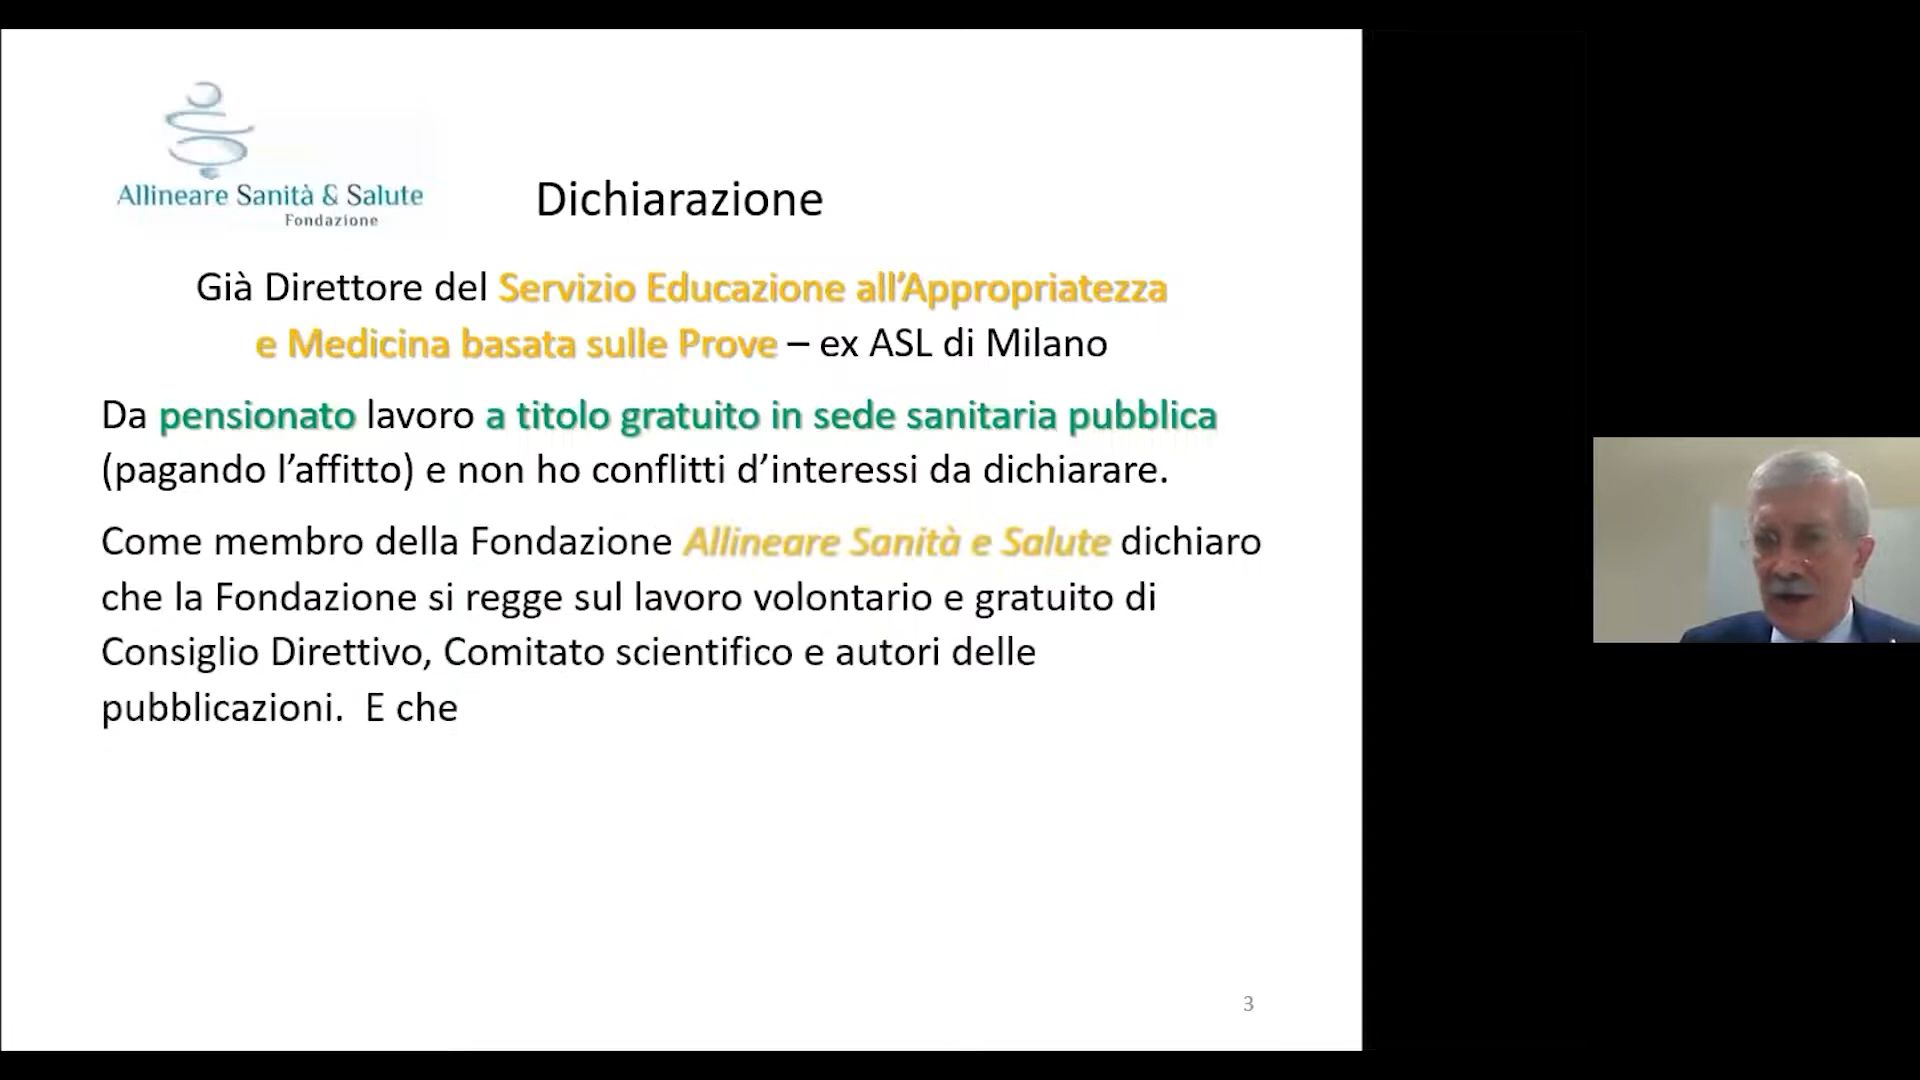 Allineare Sanità & Salute
Fondazione
Dichiarazione
Già Direttore del Servizio Educazione all’Appropriatezza
e Medicina basata sulle Prove – ex ASL di Milano
Da pensionato lavoro a titolo gratuito in sede sanitaria pubblica
(pagando l’affitto) e non ho conflitti d’interessi da dichiarare.
Come membro della Fondazione Allineare Sanità e Salute dichiaro
che la Fondazione si regge sul lavoro volontario e gratuito di
Consiglio Direttivo, Comitato scientifico e autori delle
pubblicazioni. E che
3